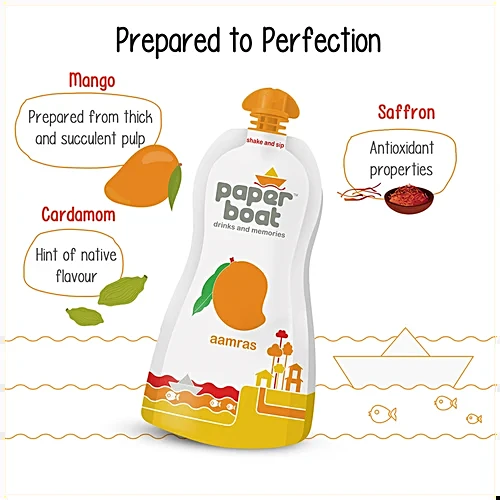 Prepared to Perfection
Mango
Prepared from thick
and succulent pulp
Saffron
Antioxidant
properties
Cardamom
Hint of native
flavour
shake and sip
paper
boat™
drinks and memories
aamras